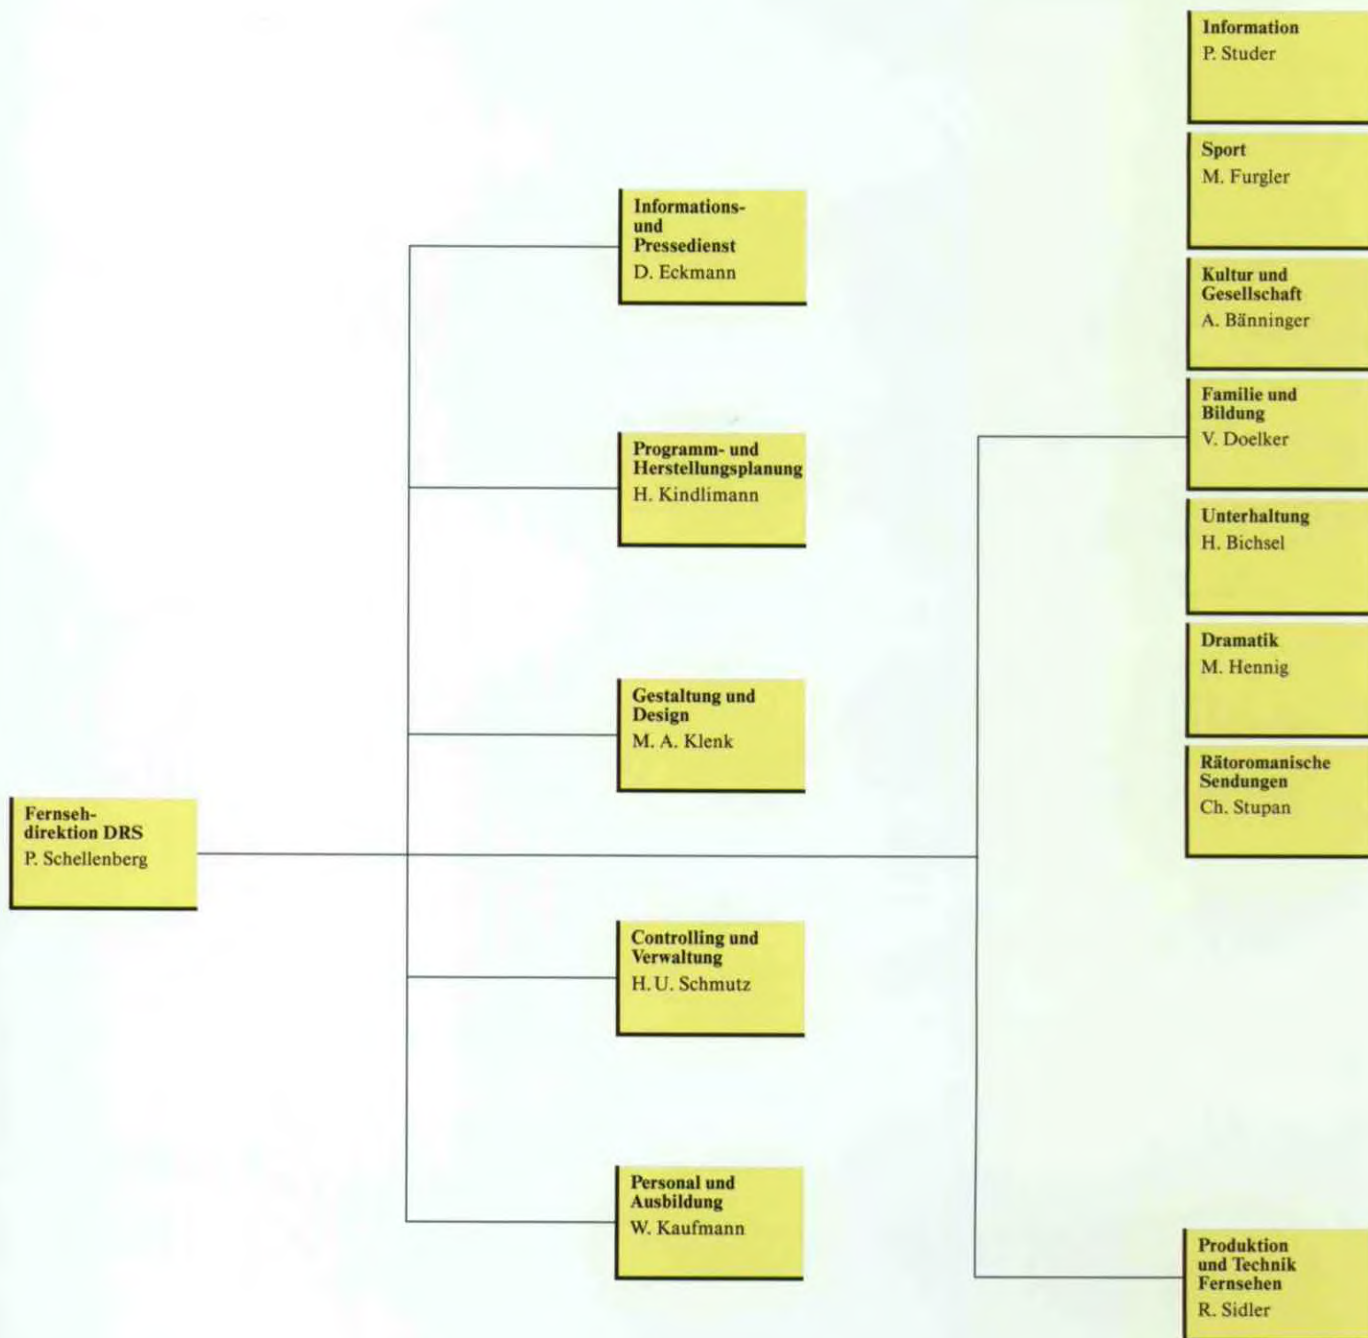 Fernseh-
direktion DRS
P. Schellenberg
Informations-
und
Pressedienst
D. Eckmann
Programm- und
Herstellungsplanung
H. Kindlimann
Gestaltung und
Design
M. A. Klenk
Controlling und
Verwaltung
H. U. Schmutz
Personal und
Ausbildung
W. Kaufmann
Information
P. Studer
Sport
M. Furgler
Kultur und
Gesellschaft
A. Bänninger
Familie und
Bildung
V. Doelker
Unterhaltung
H. Bichsel
Dramatik
M. Hennig
Rätoromanische
Sendungen
Ch. Stupan
Produktion
und Technik
Fernsehen
R. Sidler